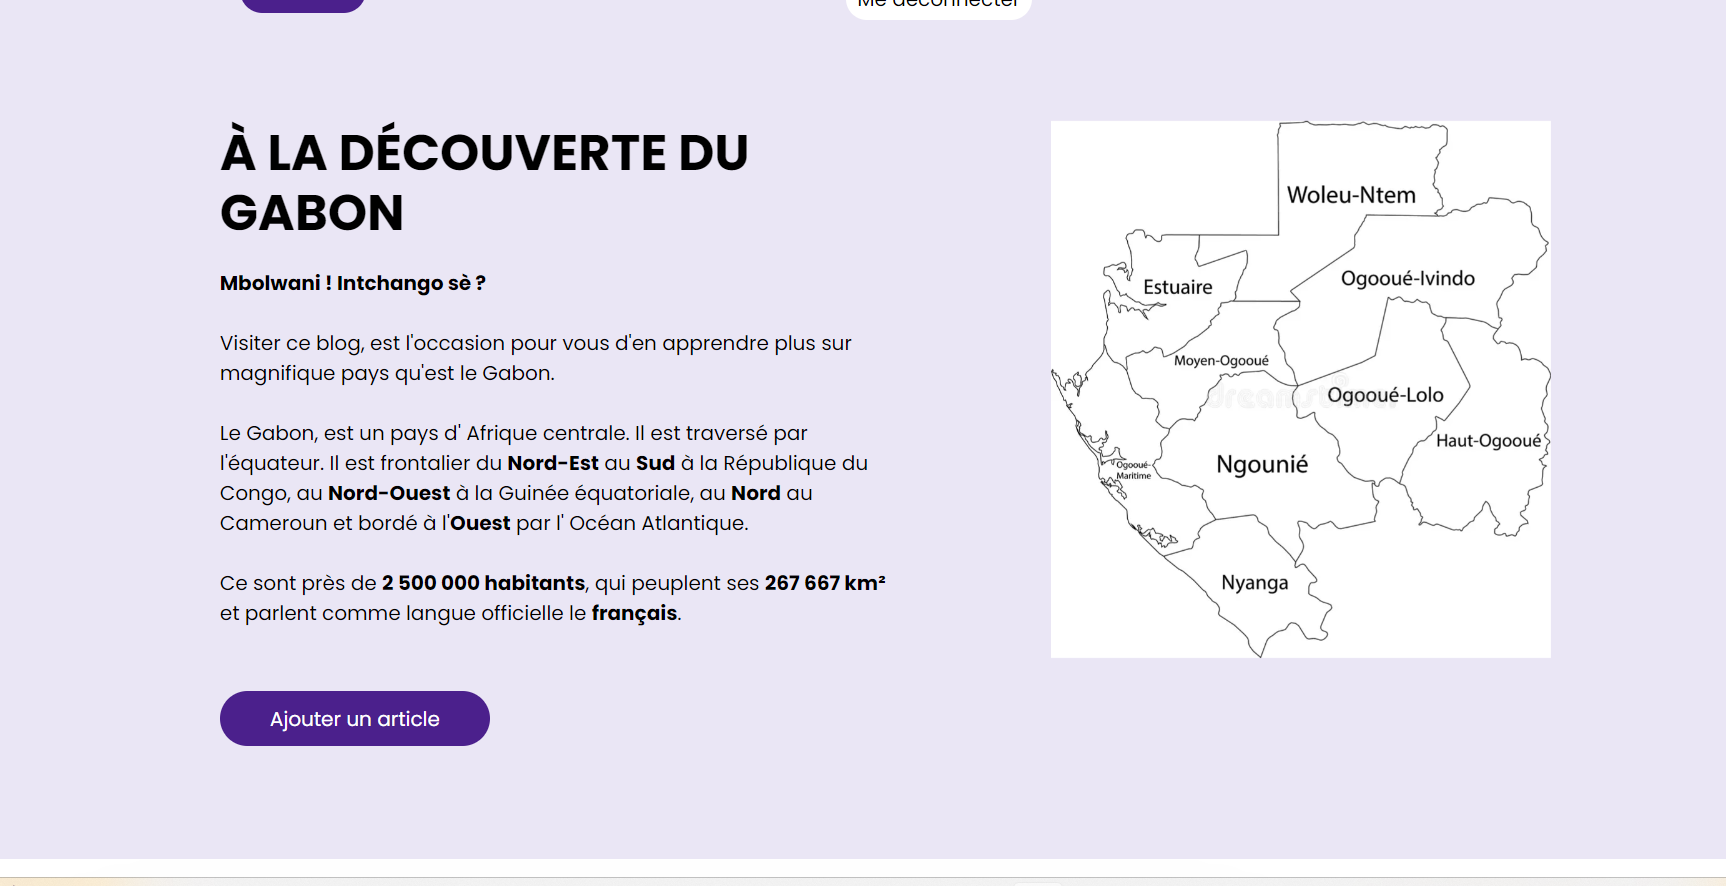 Me déconnecter
À LA DÉCOUVERTE DU
GABON
Mbolwani ! Intchango sè ?
Visiter ce blog, est l'occasion pour vous d'en apprendre plus sur
magnifique pays qu'est le Gabon.
Le Gabon, est un pays d' Afrique centrale. Il est traversé par
l'équateur. Il est frontalier du Nord-Est au Sud à la République du
Congo, au Nord-Ouest à la Guinée équatoriale, au Nord au
Cameroun et bordé à l'Ouest par l' Océan Atlantique.
Ce sont près de 2 500 000 habitants, qui peuplent ses 267 667 km²
et parlent comme langue officielle le français.
Ajouter un article
Woleu-Ntem
Estuaire
Ogooué-Ivindo
Moyen-Ogooué
Ogooué-Lolo
Haut-Ogooué
Ogooué-
Maritime
Ngounié
Nyanga